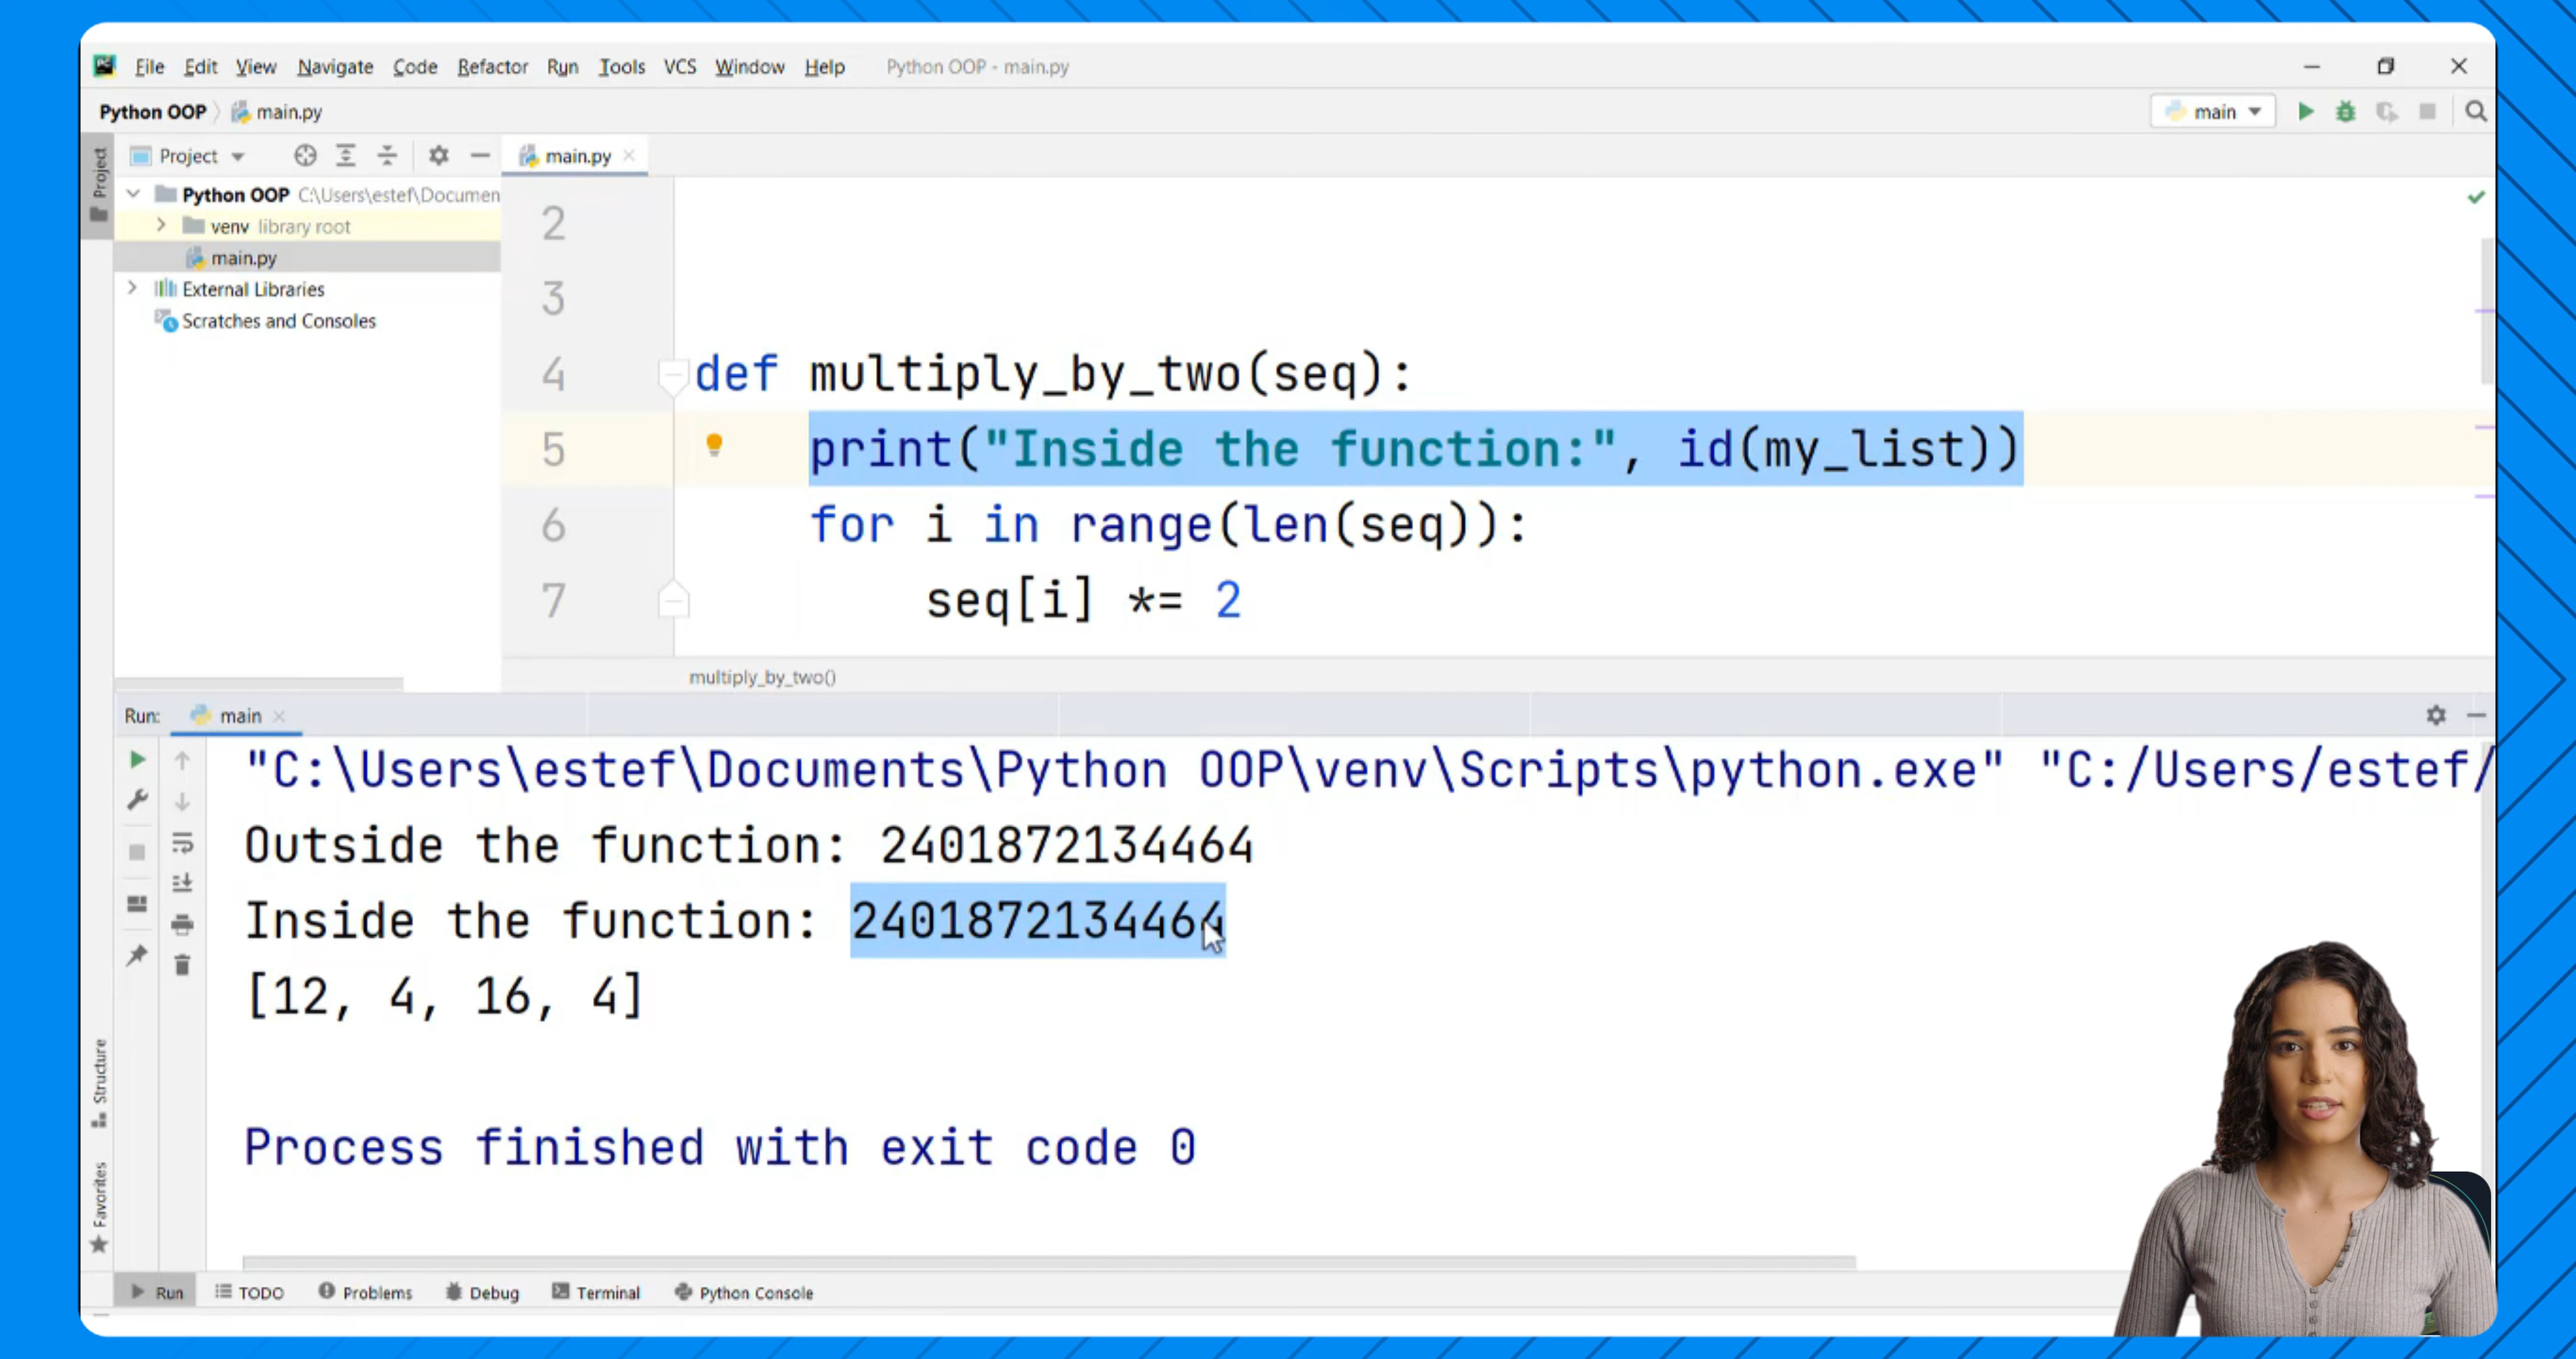 File Edit View Navigate Code Refactor Run Tools VCS Window Help Python OOP - main.py
Python OOP main.py main
Project main.py
Project
Python OOP C:\Users\estef\Documen
venv library root
main.py
External Libraries
Scratches and Consoles
2
3
4 def multiply_by_two(seq):
5 print("Inside the function:", id(my_list))
6 for i in range(len(seq)):
7 seq[i] *= 2
multiply_by_two()
Run: main
"C:\Users\estef\Documents\Python OOP\venv\Scripts\python.exe" "C:/Users/estef/
Outside the function: 2401872134464
Inside the function: 2401872134464
[12, 4, 16, 4]
Process finished with exit code 0
Structure
Favorites
Run TODO Problems Debug Terminal Python Console